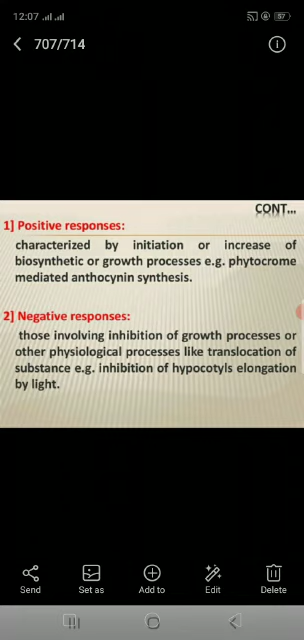 12:07
57
707/714
CONT...
1] Positive responses:
characterized by initiation or increase of
biosynthetic or growth processes e.g. phytocrome
mediated anthocynin synthesis.
2] Negative responses:
those involving inhibition of growth processes or
other physiological processes like translocation of
substance e.g. inhibition of hypocotyls elongation
by light.
Send Set as Add to Edit Delete